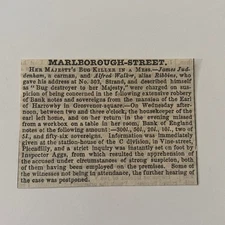 MARLBOROUGH-STREET.
HER MAJESTY'S BUG-KILLER IN A MESS.—James Jud-
denham, a carman, and Alfred Walker, alias Ribbins, who
gave his address at No. 302, Strand, and described himself
as "Bug destroyer to her Majesty," were charged on sus-
picion of being concerned in the following extensive robbery
of Bank notes and sovereigns from the mansion of the Earl
of Harrowby in Grosvenor-square:—On Wednesday after-
noon, between two and three o'clock, the housekeeper of the
earl left home, and on her return in the evening missed
from a workbox on a table in her room, Bank of England
notes of the following amount:— 50l., 20l., 10l., two of
5l., and fifty-six sovereigns. Information was immediately
given at the station-house of the C division, in Vine-street,
Piccadilly, and a strict inquiry was instantly set on foot by
Inspector Aggs, from which resulted the apprehension of
the accused under circumstances of strong suspicion, both
of them having been employed on the premises. Some of
the witnesses not being in attendance, the further hearing of
the case was postponed.